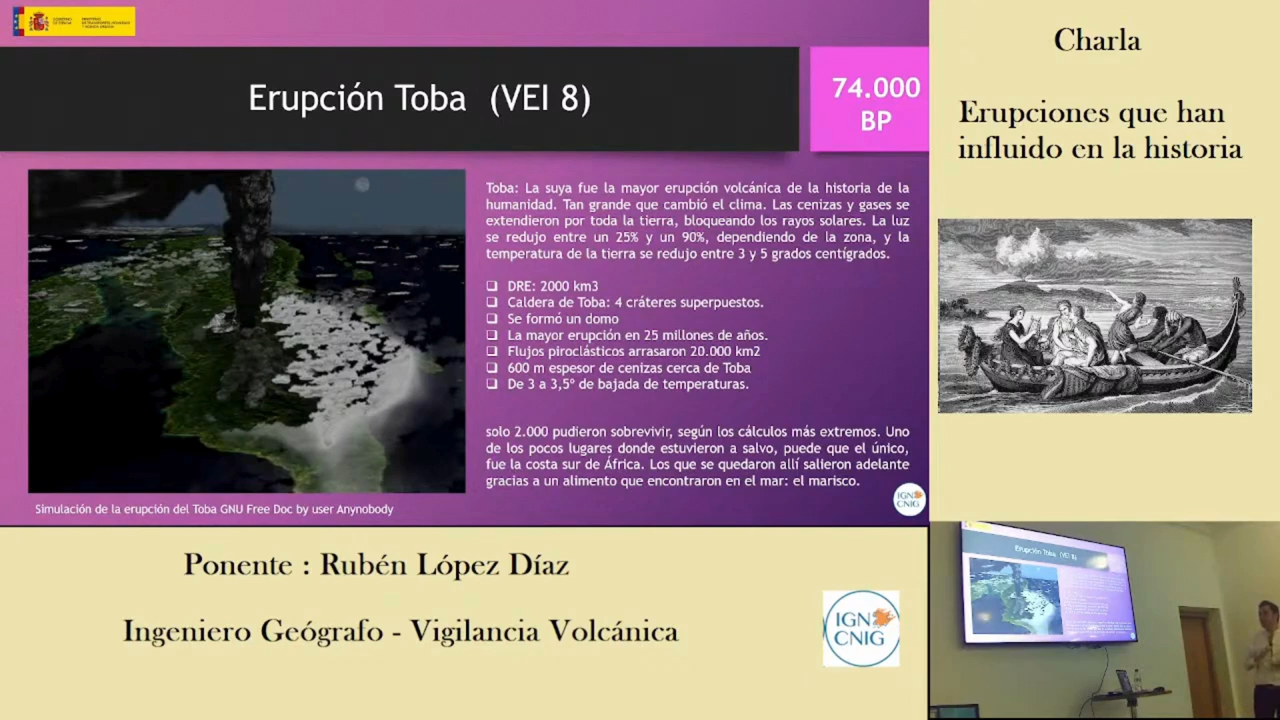 Erupción Toba (VEI 8)
74.000
BP
Toba: La suya fue la mayor erupción volcánica de la historia de la
humanidad. Tan grande que cambió el clima. Las cenizas y gases se
extendieron por toda la tierra, bloqueando los rayos solares. La luz
se redujo entre un 25% y un 90%, dependiendo de la zona, y la
temperatura de la tierra se redujo entre 3 y 5 grados centígrados.
DRE: 2000 km3
Caldera de Toba: 4 cráteres superpuestos.
Se formó un domo
La mayor erupción en 25 millones de años.
Flujos piroclásticos arrasaron 20.000 km2
600 m espesor de cenizas cerca de Toba
De 3 a 3,5º de bajada de temperaturas.
solo 2.000 pudieron sobrevivir, según los cálculos más extremos. Uno
de los pocos lugares donde estuvieron a salvo, puede que el único,
fue la costa sur de África. Los que se quedaron allí salieron adelante
gracias a un alimento que encontraron en el mar: el marisco.
IGN
CNIG
Simulación de la erupción del Toba GNU Free Doc by user Anynobody
Charla
Erupciones que han
influido en la historia
Ponente : Rubén López Díaz
Ingeniero Geógrafo - Vigilancia Volcánica
IGN
CNIG
Erupción Toba (VEI 8)